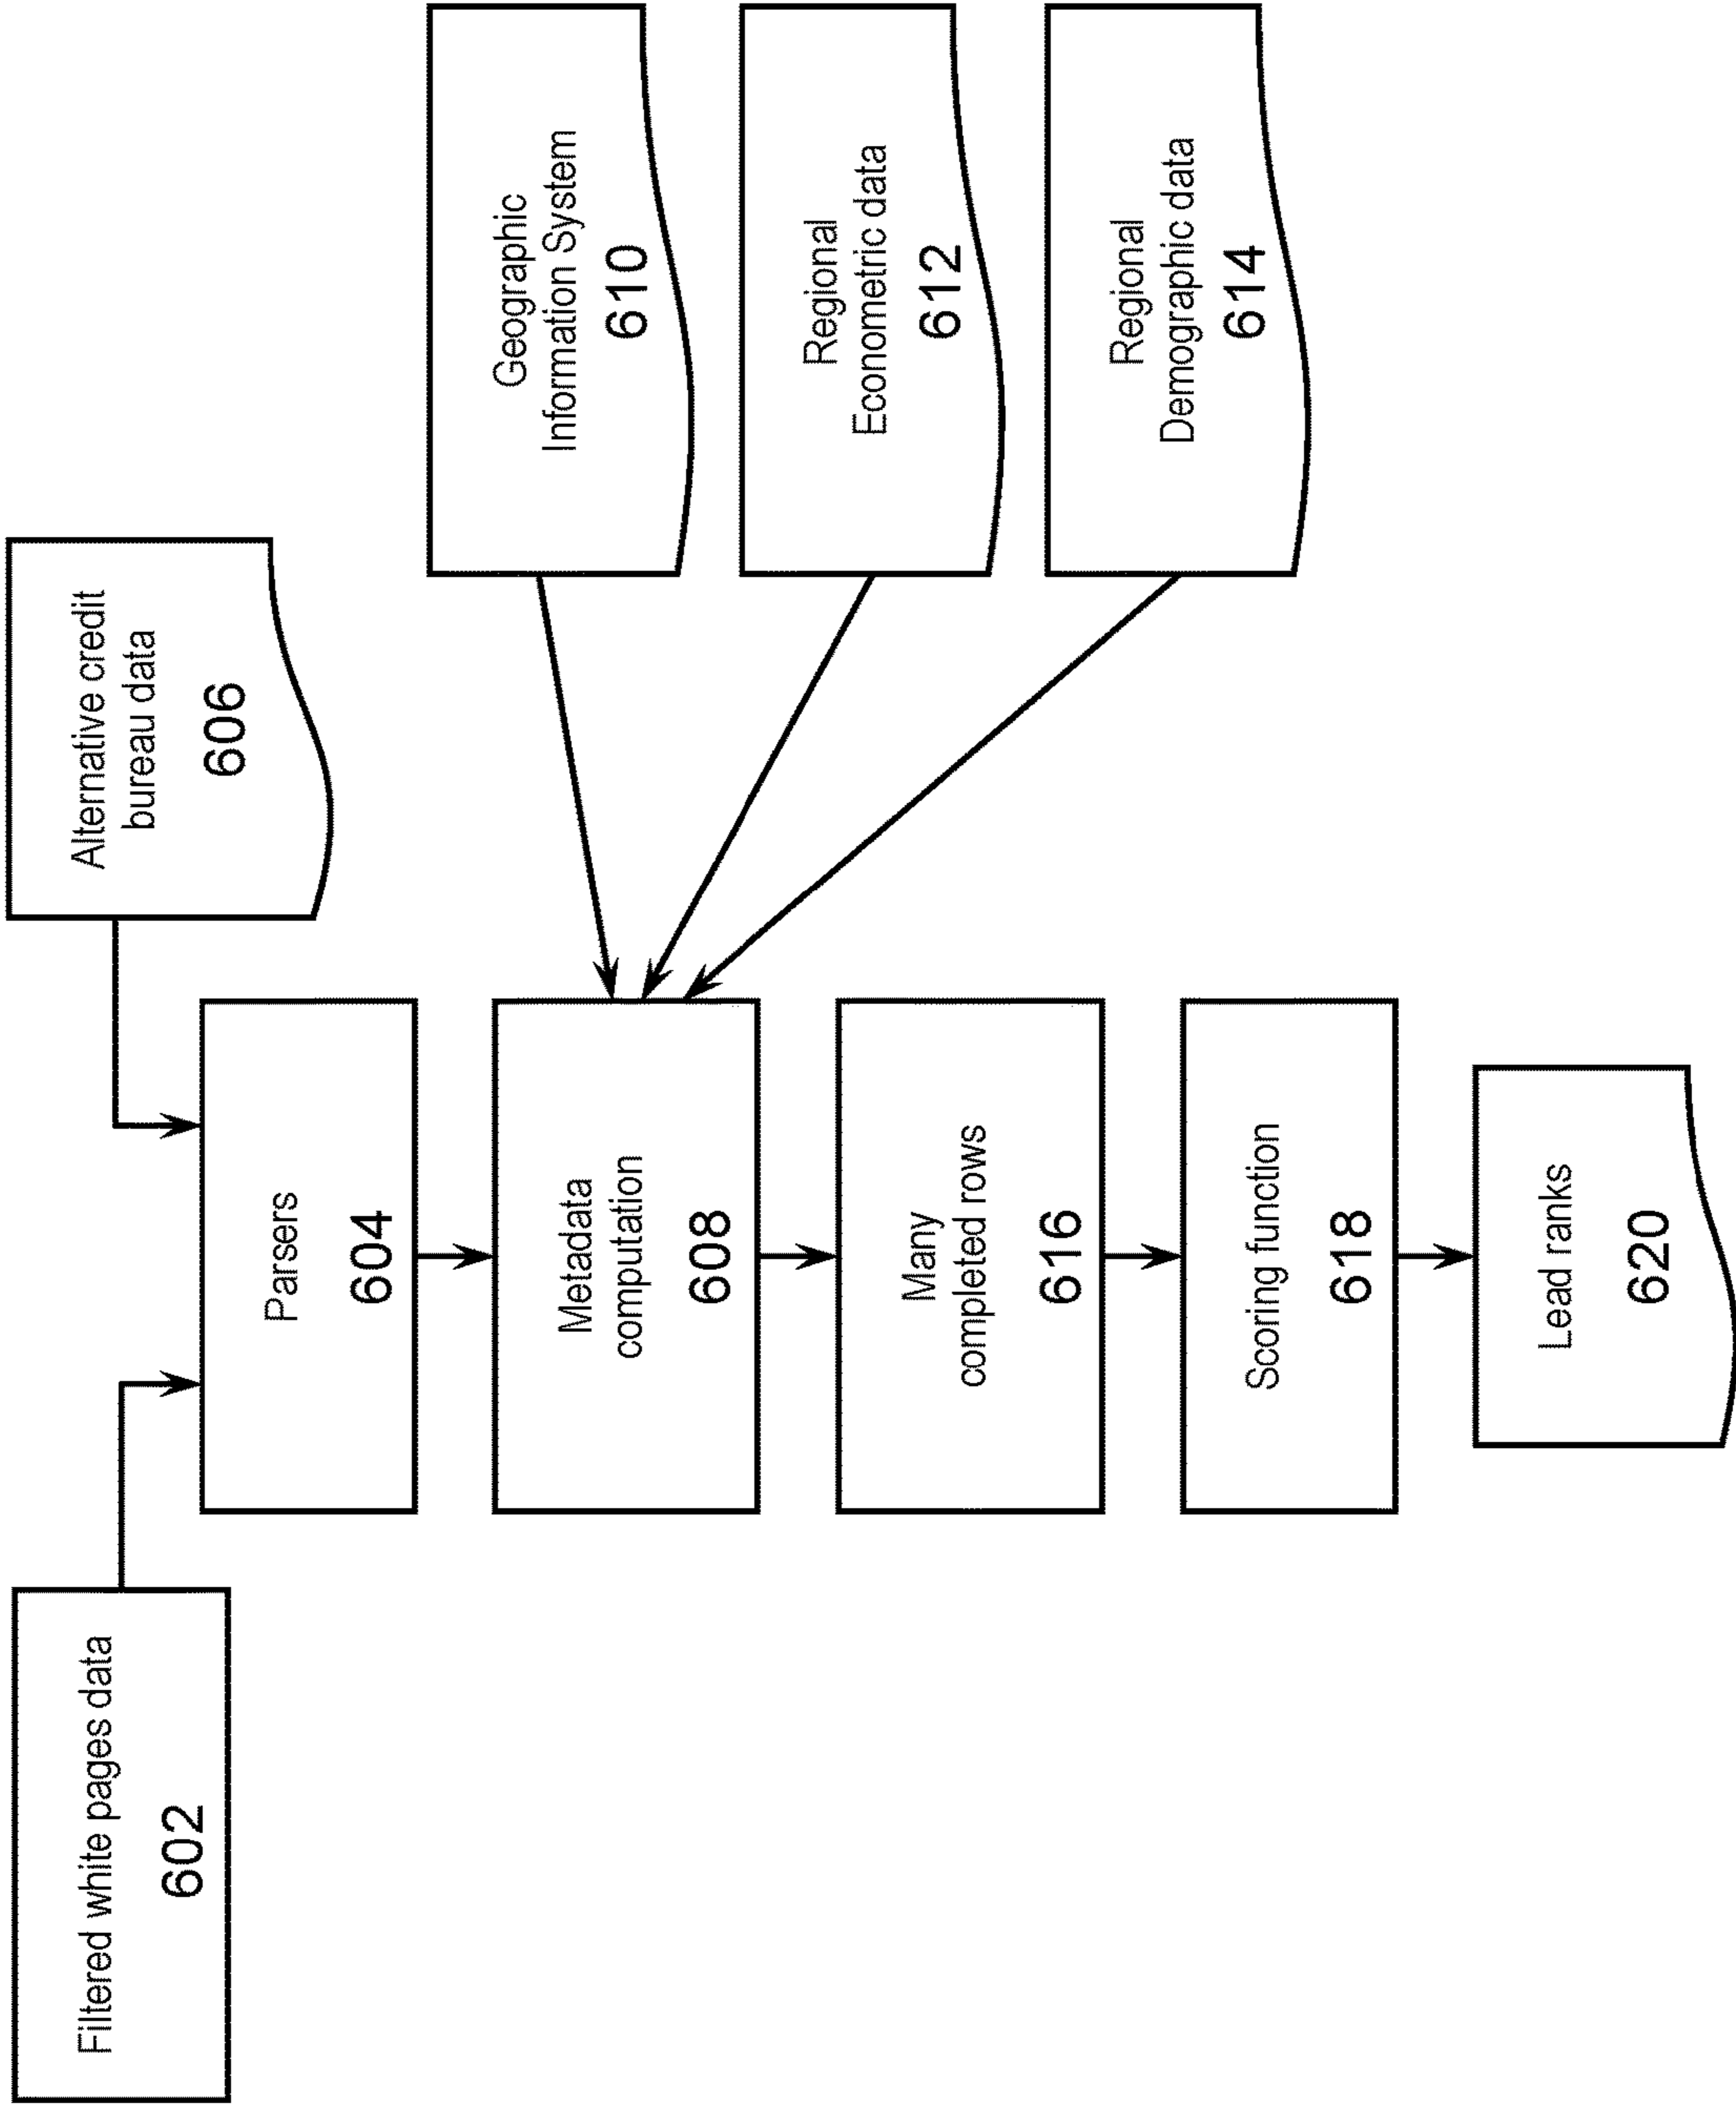 Filtered white pages data
602
Alternative credit
bureau data
606
Parsers
604
Metadata
computation
608
Geographic
Information System
610
Regional
Econometric data
612
Regional
Demographic data
614
Many
completed rows
616
Scoring function
618
Lead ranks
620